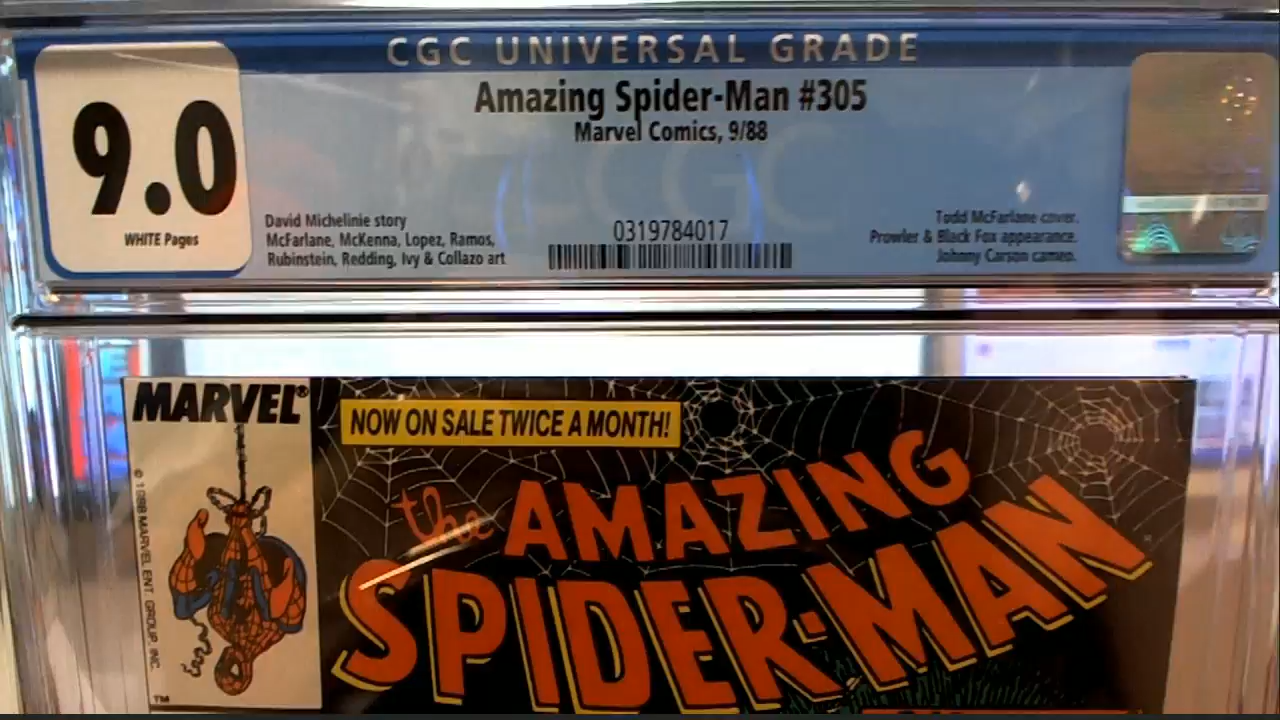 CGC UNIVERSAL GRADE
9.0
WHITE Pages
Amazing Spider-Man #305
Marvel Comics, 9/88
David Michelinie story
McFarlane, McKenna, Lopez, Ramos,
Rubinstein, Redding, Ivy & Collazo art
0319784017
Todd McFarlane cover.
Prowler & Black Fox appearance.
Johnny Carson cameo.
CGC
MARVEL®
NOW ON SALE TWICE A MONTH!
the AMAZING
SPIDER-MAN
© 1988 MARVEL ENT. GROUP, INC.
TM